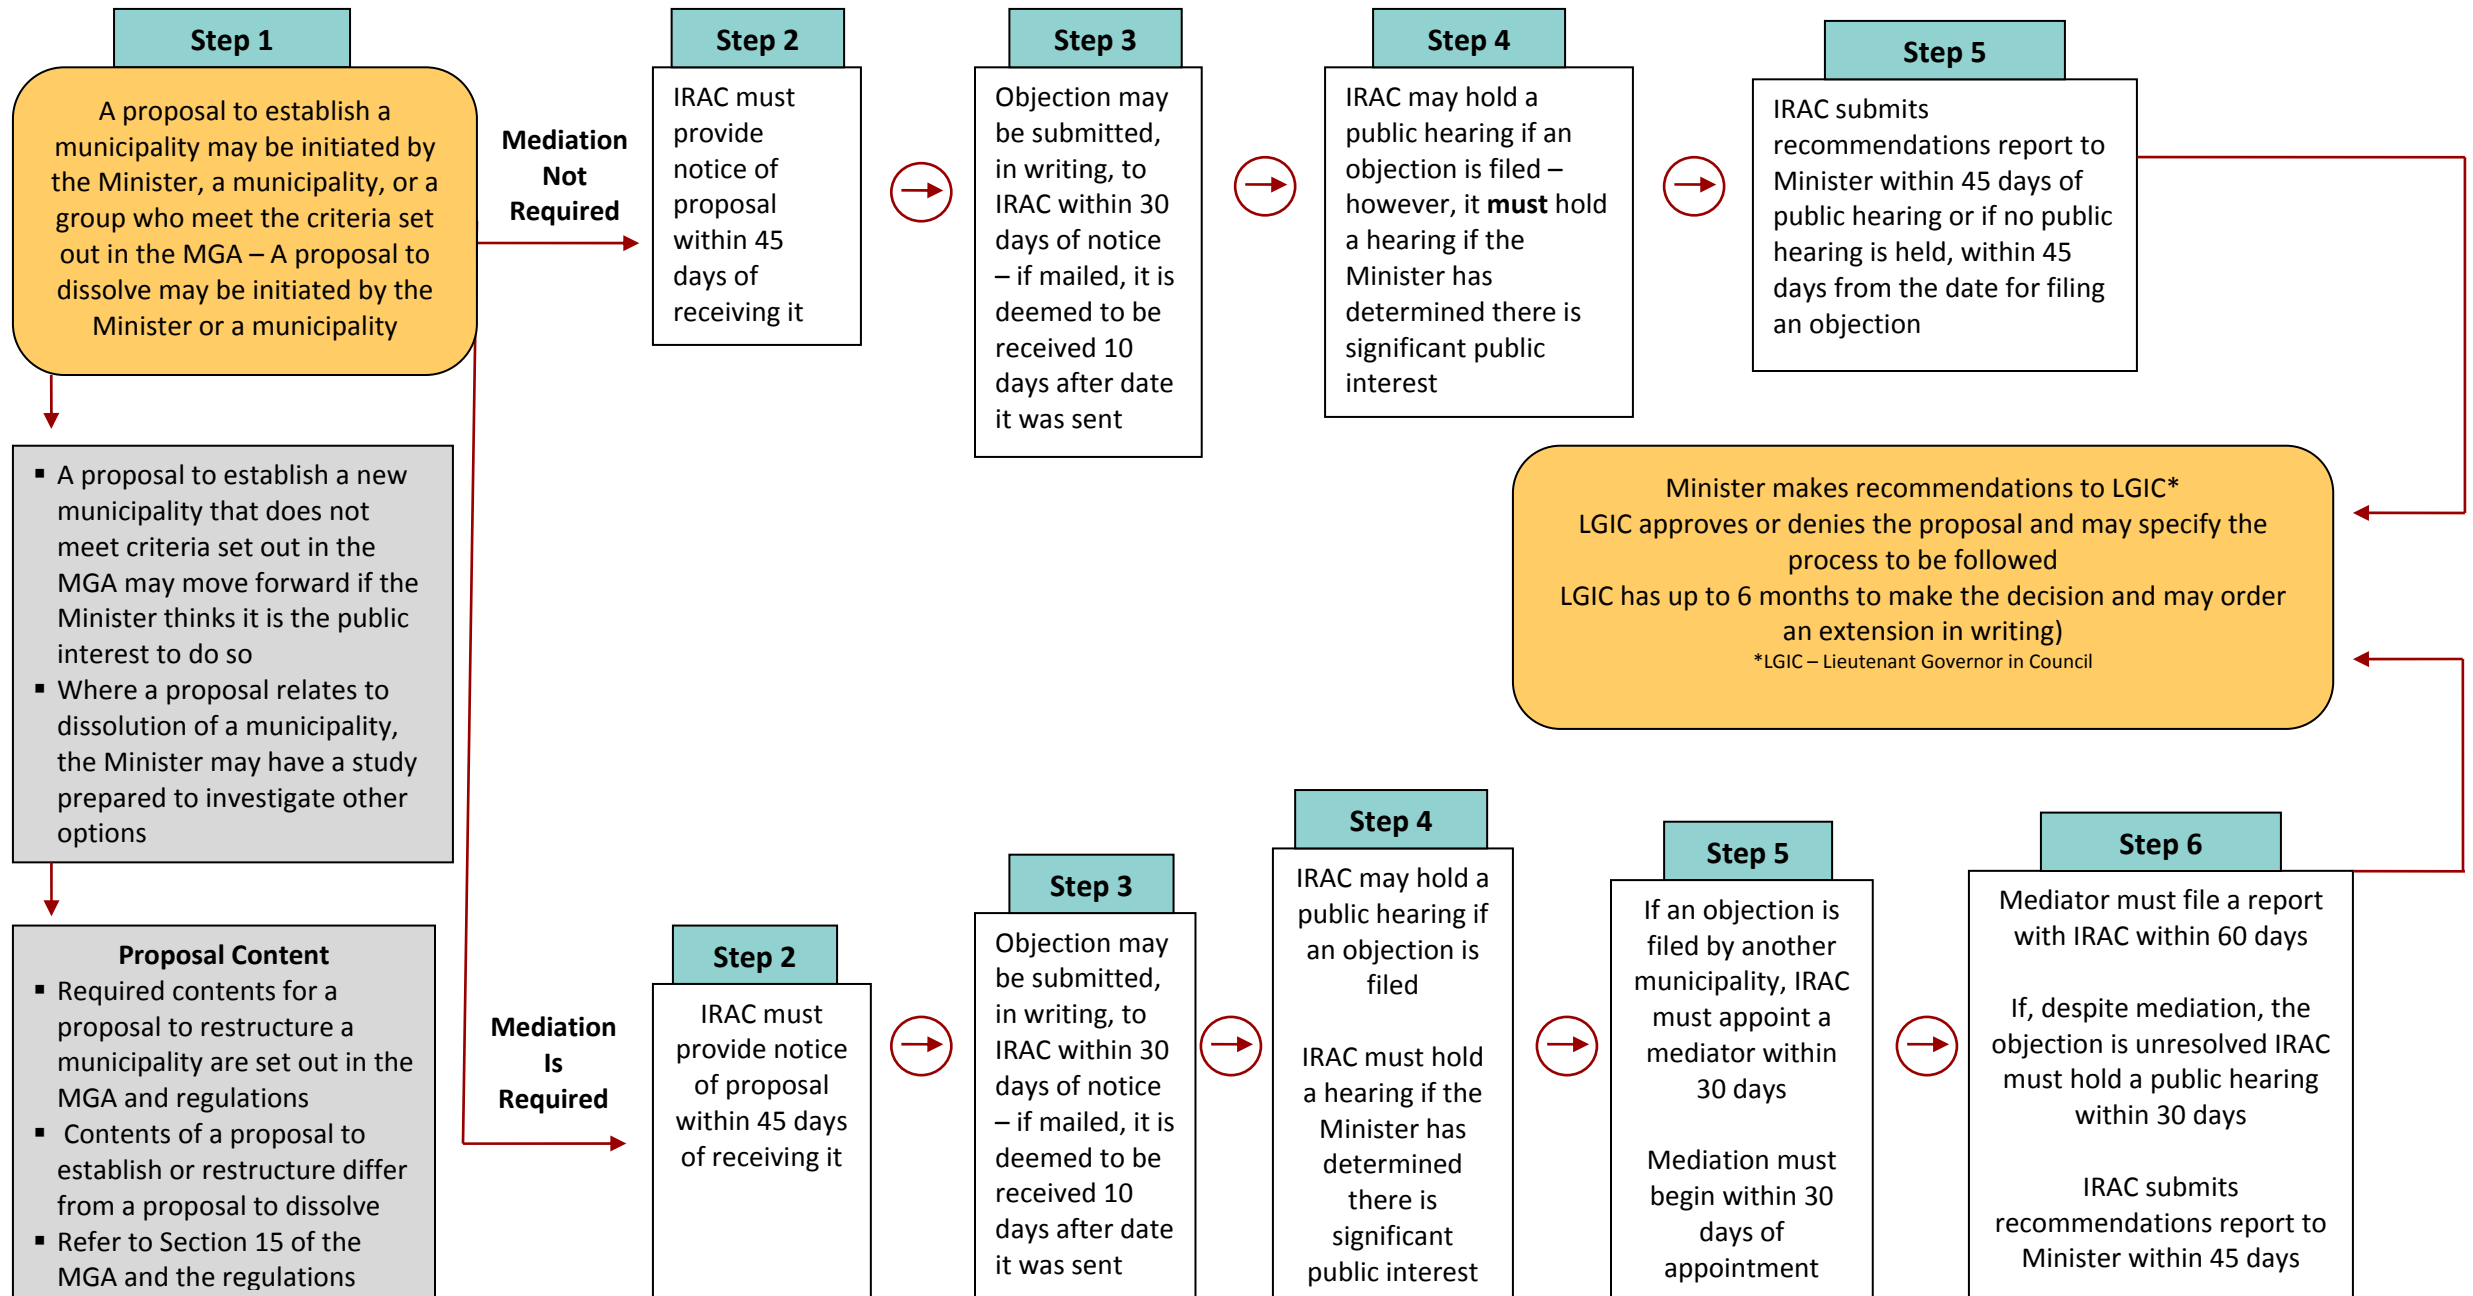 Step 1
A proposal to establish a
municipality may be initiated by
the Minister, a municipality, or a
group who meet the criteria set
out in the MGA – A proposal to
dissolve may be initiated by the
Minister or a municipality
▪ A proposal to establish a new
municipality that does not
meet criteria set out in the
MGA may move forward if the
Minister thinks it is the public
interest to do so
▪ Where a proposal relates to
dissolution of a municipality,
the Minister may have a study
prepared to investigate other
options
Proposal Content
▪ Required contents for a
proposal to restructure a
municipality are set out in the
MGA and regulations
▪ Contents of a proposal to
establish or restructure differ
from a proposal to dissolve
▪ Refer to Section 15 of the
MGA and the regulations
Mediation
Not
Required
Step 2
IRAC must
provide
notice of
proposal
within 45
days of
receiving it
Step 3
Objection may
be submitted,
in writing, to
IRAC within 30
days of notice
– if mailed, it is
deemed to be
received 10
days after date
it was sent
Step 4
IRAC may hold a
public hearing if an
objection is filed –
however, it must hold
a hearing if the
Minister has
determined there is
significant public
interest
Step 5
IRAC submits
recommendations report to
Minister within 45 days of
public hearing or if no public
hearing is held, within 45
days from the date for filing
an objection
Minister makes recommendations to LGIC*
LGIC approves or denies the proposal and may specify the
process to be followed
LGIC has up to 6 months to make the decision and may order
an extension in writing)
*LGIC – Lieutenant Governor in Council
Mediation
Is
Required
Step 2
IRAC must
provide notice
of proposal
within 45 days
of receiving it
Step 3
Objection may
be submitted,
in writing, to
IRAC within 30
days of notice
– if mailed, it is
deemed to be
received 10
days after date
it was sent
Step 4
IRAC may hold a
public hearing if
an objection is
filed
IRAC must hold
a hearing if the
Minister has
determined
there is
significant
public interest
Step 5
If an objection is
filed by another
municipality, IRAC
must appoint a
mediator within
30 days
Mediation must
begin within 30
days of
appointment
Step 6
Mediator must file a report
with IRAC within 60 days
If, despite mediation, the
objection is unresolved IRAC
must hold a public hearing
within 30 days
IRAC submits
recommendations report to
Minister within 45 days